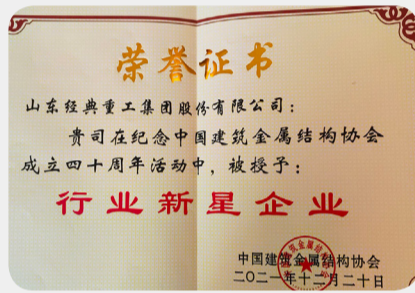 荣誉证书
山东经典重工集团股份有限公司：
贵司在纪念中国建筑金属结构协会
成立四十周年活动中，被授予：
行业新星企业
中国建筑金属结构协会
二〇二一年十二月二十日